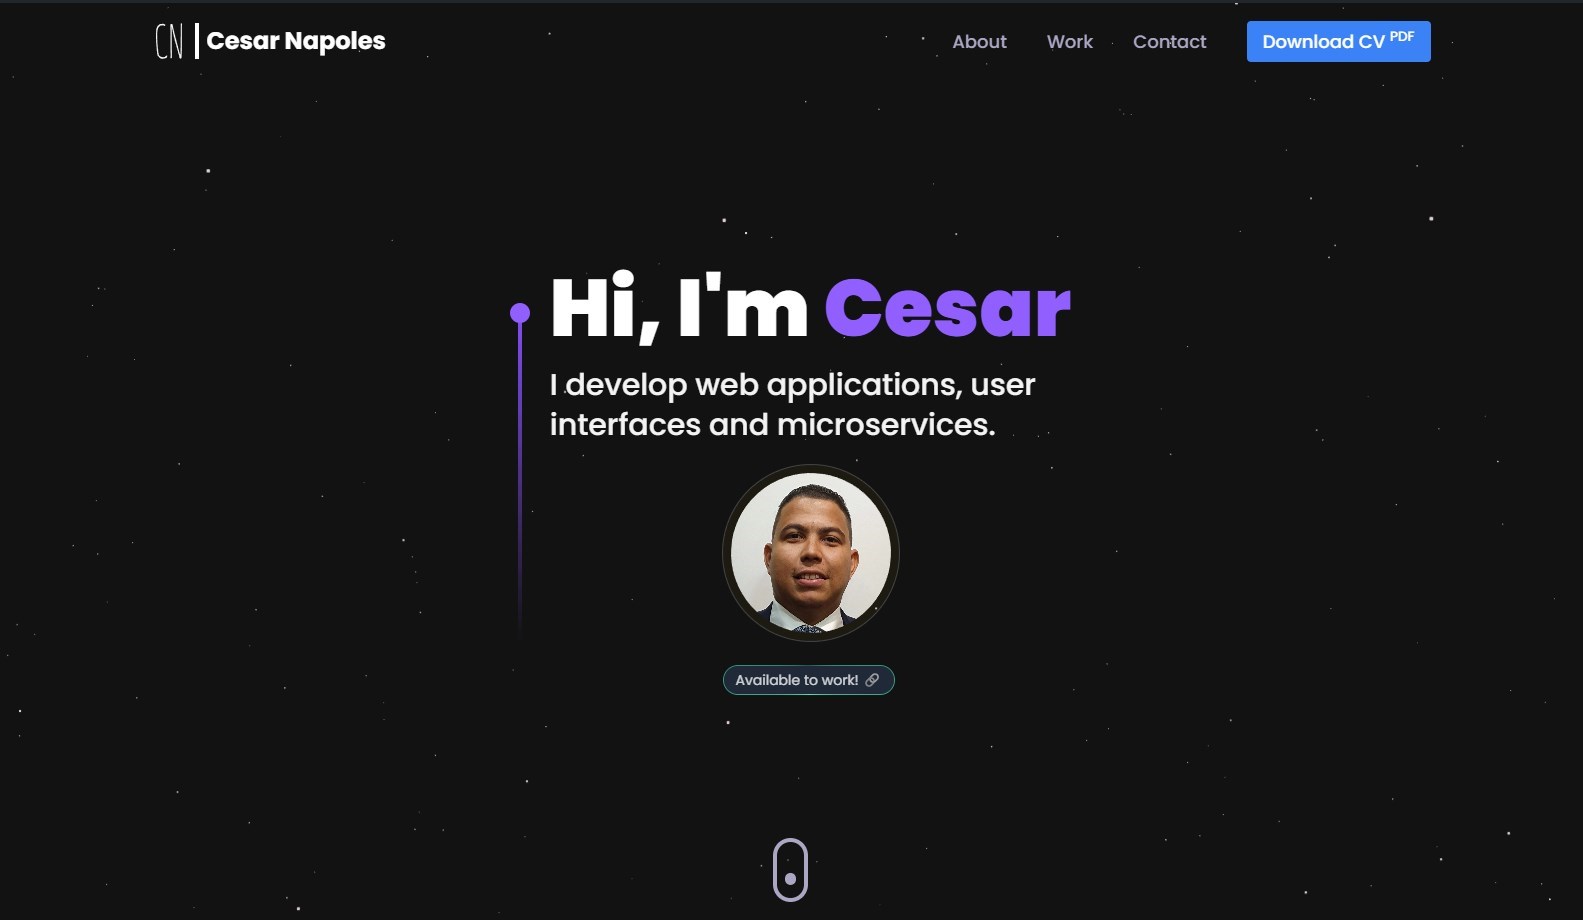 CN Cesar Napoles
About Work Contact Download CV PDF
Hi, I'm Cesar
I develop web applications, user
interfaces and microservices.
Available to work!